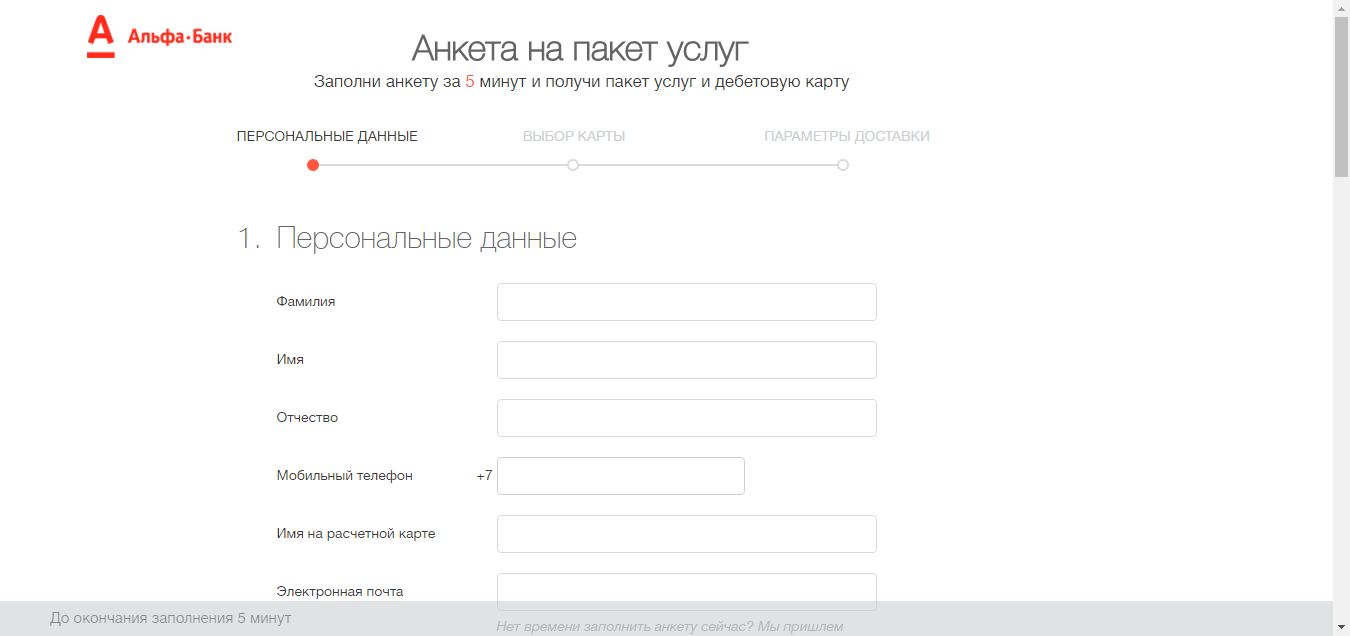 Альфа·Банк
Анкета на пакет услуг
Заполни анкету за 5 минут и получи пакет услуг и дебетовую карту
ПЕРСОНАЛЬНЫЕ ДАННЫЕ ВЫБОР КАРТЫ ПАРАМЕТРЫ ДОСТАВКИ
1. Персональные данные
Фамилия
Имя
Отчество
Мобильный телефон +7
Имя на расчетной карте
Электронная почта
До окончания заполнения 5 минут
Нет времени заполнить анкету сейчас? Мы пришлем